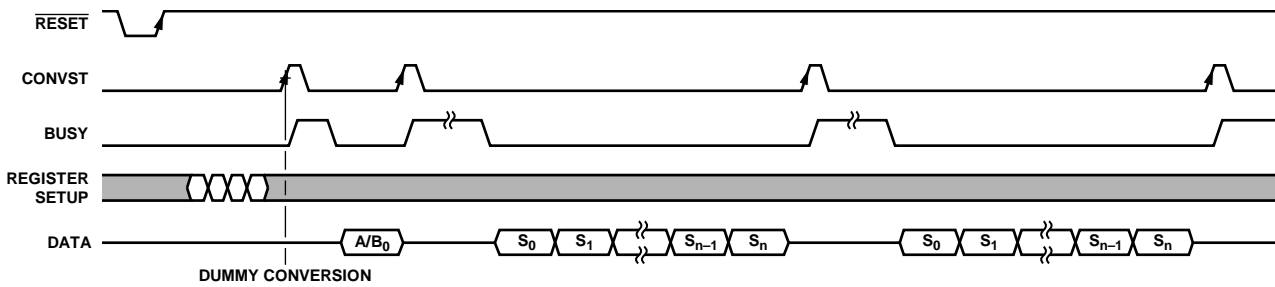 RESET
CONVST
BUSY
REGISTER
SETUP
DATA
A/B₀
S₀ S₁ Sₙ₋₁ Sₙ
S₀ S₁ Sₙ₋₁ Sₙ
DUMMY CONVERSION